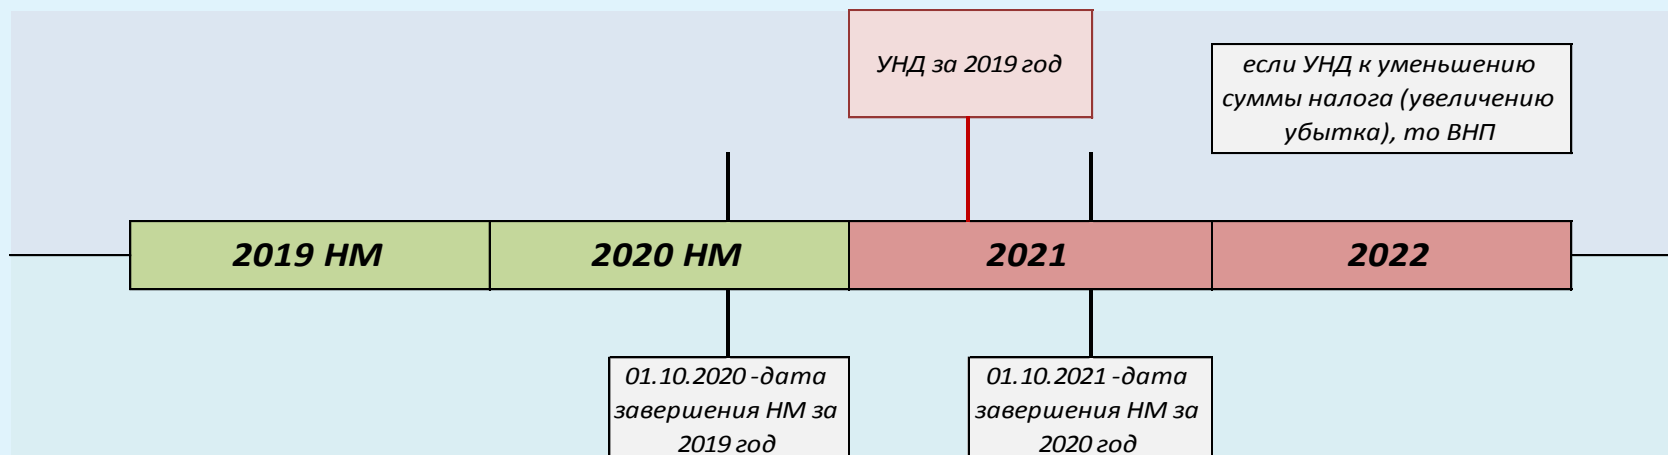 УНД за 2019 год
если УНД к уменьшению
суммы налога (увеличению
убытка), то ВНП
2019 НМ
2020 НМ
2021
2022
01.10.2020 -дата
завершения НМ за
2019 год
01.10.2021 -дата
завершения НМ за
2020 год